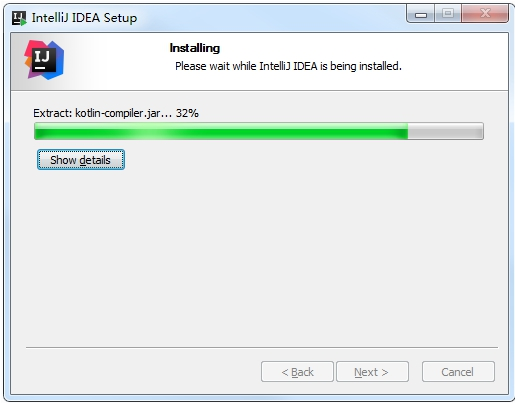 IntelliJ IDEA Setup
IJ
Installing
Please wait while IntelliJ IDEA is being installed.
Extract: kotlin-compiler.jar... 32%
Show details
< Back
Next >
Cancel